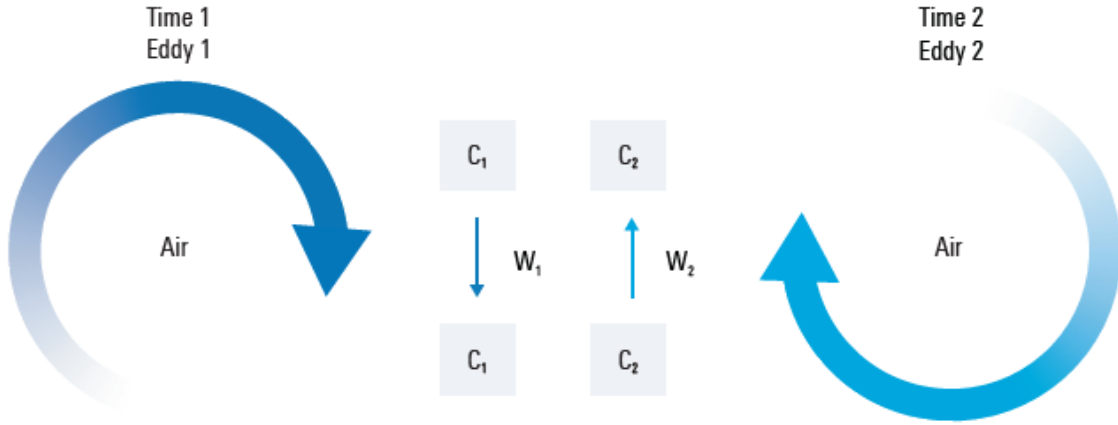 Time 1
Eddy 1
Time 2
Eddy 2
C₁
C₂
Air
W₁
W₂
Air
C₁
C₂